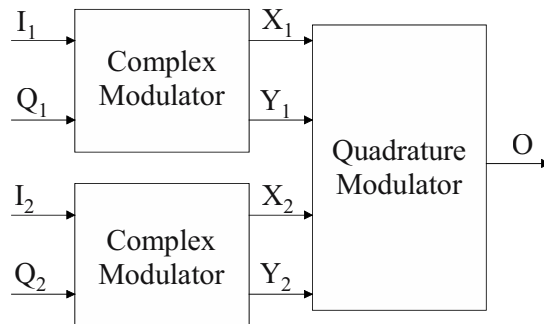 I1
X1
Complex
Modulator
Q1
Y1
Quadrature
Modulator
O
I2
X2
Complex
Modulator
Q2
Y2